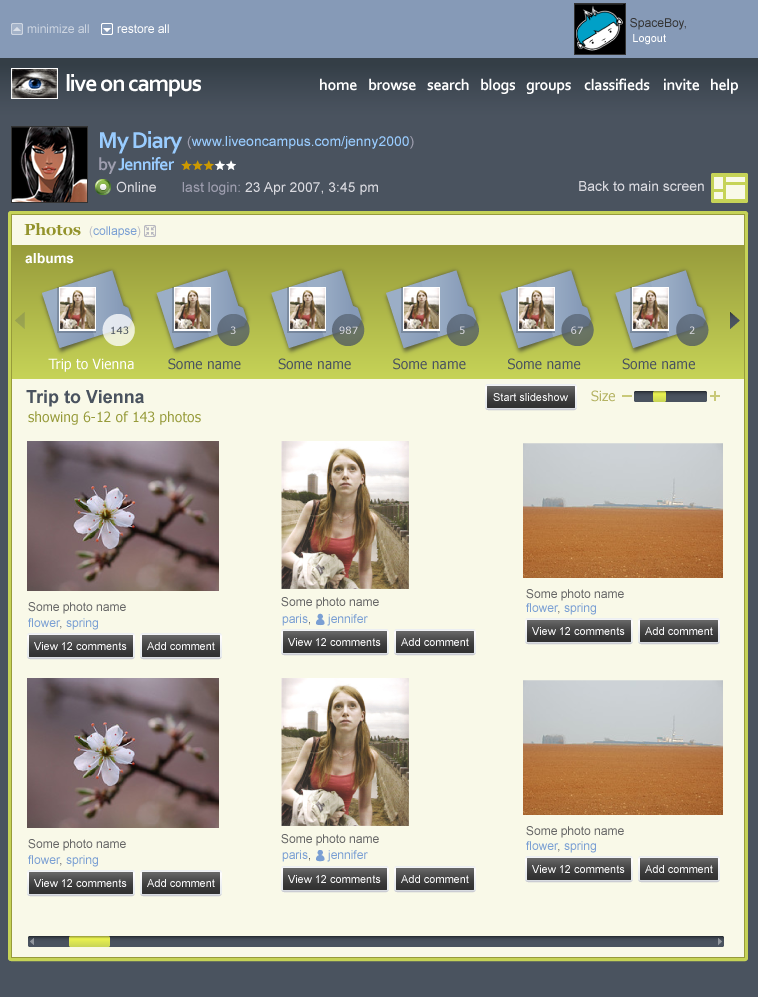 minimize all restore all
SpaceBoy,
Logout
live on campus
home browse search blogs groups classifieds invite help
My Diary (www.liveoncampus.com/jenny2000)
by Jennifer
Online last login: 23 Apr 2007, 3:45 pm
Back to main screen
Photos (collapse)
albums
143 3 987 5 67 2
Trip to Vienna Some name Some name Some name Some name Some name
Trip to Vienna
Start slideshow Size
showing 6-12 of 143 photos
Some photo name Some photo name Some photo name
flower, spring paris, jennifer flower, spring
View 12 comments Add comment View 12 comments Add comment View 12 comments Add comment
Some photo name Some photo name Some photo name
flower, spring paris, jennifer flower, spring
View 12 comments Add comment View 12 comments Add comment View 12 comments Add comment